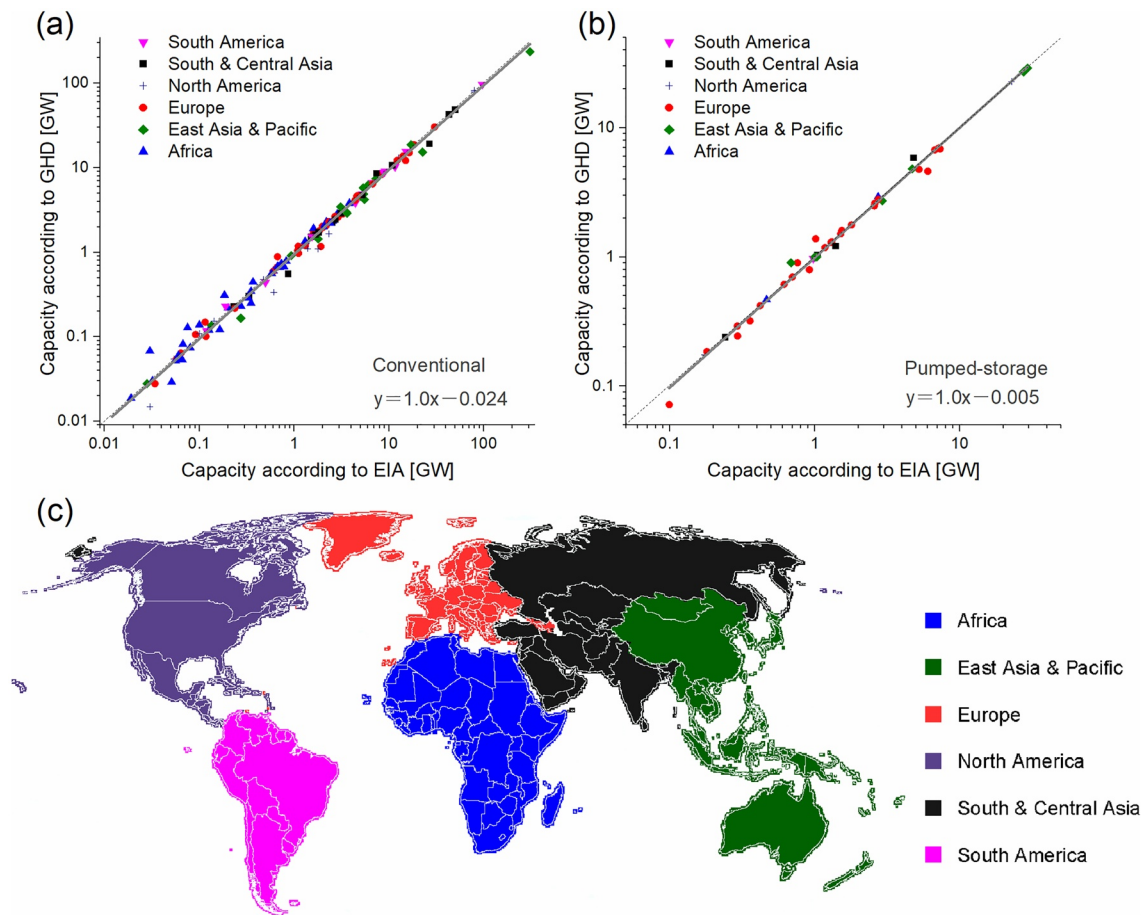 (a)
South America
South & Central Asia
North America
Europe
East Asia & Pacific
Africa
Capacity according to GHD [GW]
100
10
1
0.1
0.01
Conventional
y=1.0x−0.024
0.01
0.1
1
10
100
Capacity according to EIA [GW]
(b)
South America
South & Central Asia
North America
Europe
East Asia & Pacific
Africa
Capacity according to GHD [GW]
10
1
0.1
Pumped-storage
y=1.0x−0.005
0.1
1
10
Capacity according to EIA [GW]
(c)
Africa
East Asia & Pacific
Europe
North America
South & Central Asia
South America